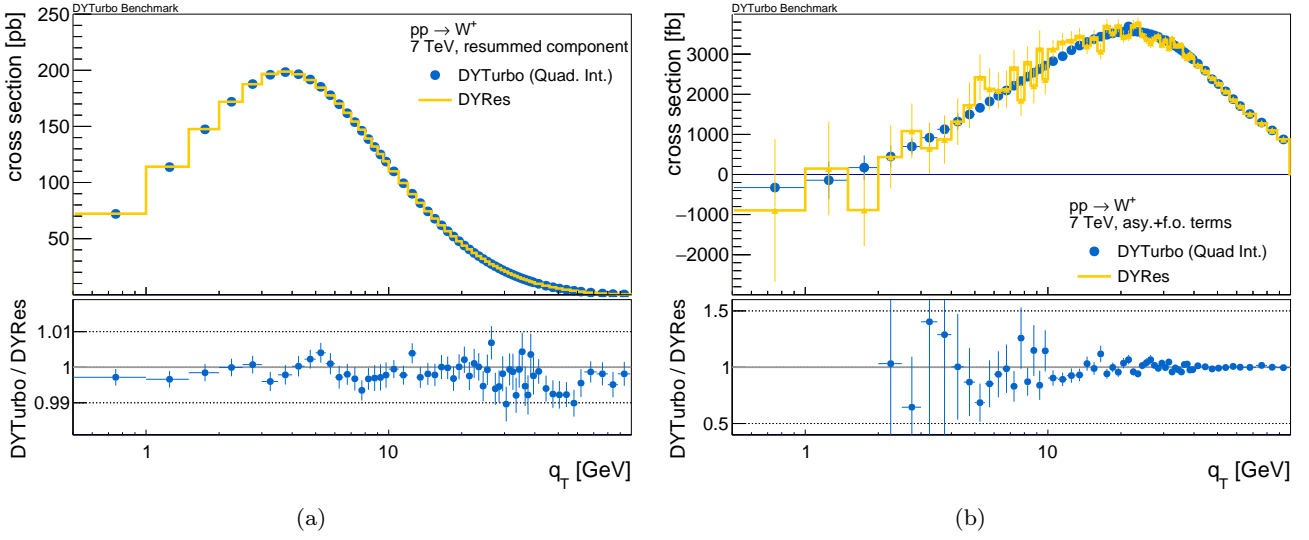 DYTurbo Benchmark
cross section [pb]
250
200
150
100
50
pp → W+
7 TeV, resummed component
DYTurbo (Quad. Int.)
DYRes
DYTurbo / DYRes
1.01
1
0.99
1
10
q_T [GeV]
(a)
DYTurbo Benchmark
cross section [fb]
3000
2000
1000
0
−1000
−2000
pp → W+
7 TeV, asy.+f.o. terms
DYTurbo (Quad Int.)
DYRes
DYTurbo / DYRes
1.5
1
0.5
1
10
q_T [GeV]
(b)